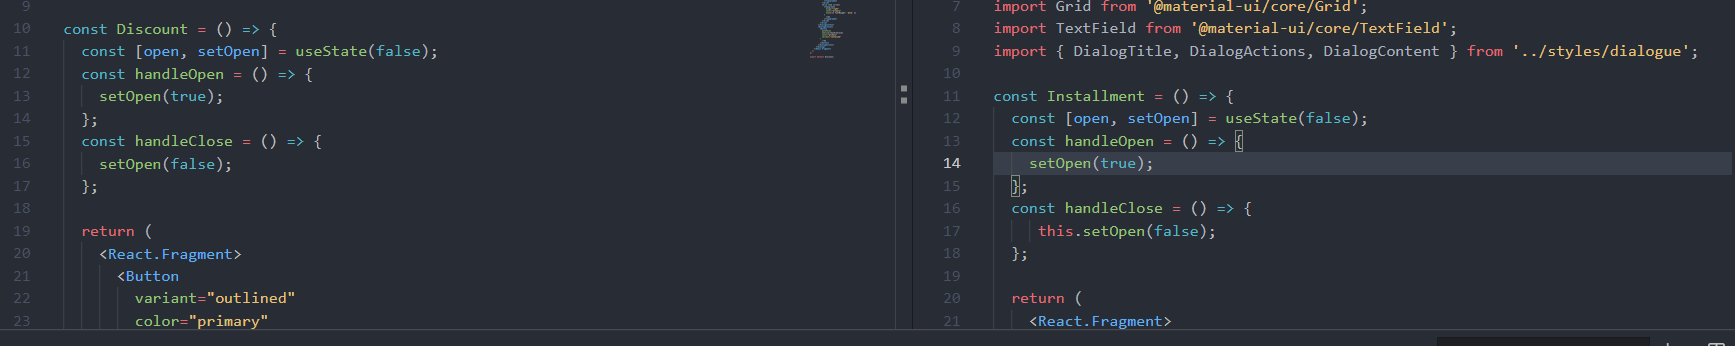 9
10 const Discount = () => {
11 const [open, setOpen] = useState(false);
12 const handleOpen = () => {
13 setOpen(true);
14 };
15 const handleClose = () => {
16 setOpen(false);
17 };
18
19 return (
20 <React.Fragment>
21 <Button
22 variant="outlined"
23 color="primary"
7 import Grid from '@material-ui/core/Grid';
8 import TextField from '@material-ui/core/TextField';
9 import { DialogTitle, DialogActions, DialogContent } from '../styles/dialogue';
10
11 const Installment = () => {
12 const [open, setOpen] = useState(false);
13 const handleOpen = () => {
14 setOpen(true);
15 };
16 const handleClose = () => {
17 this.setOpen(false);
18 };
19
20 return (
21 <React.Fragment>